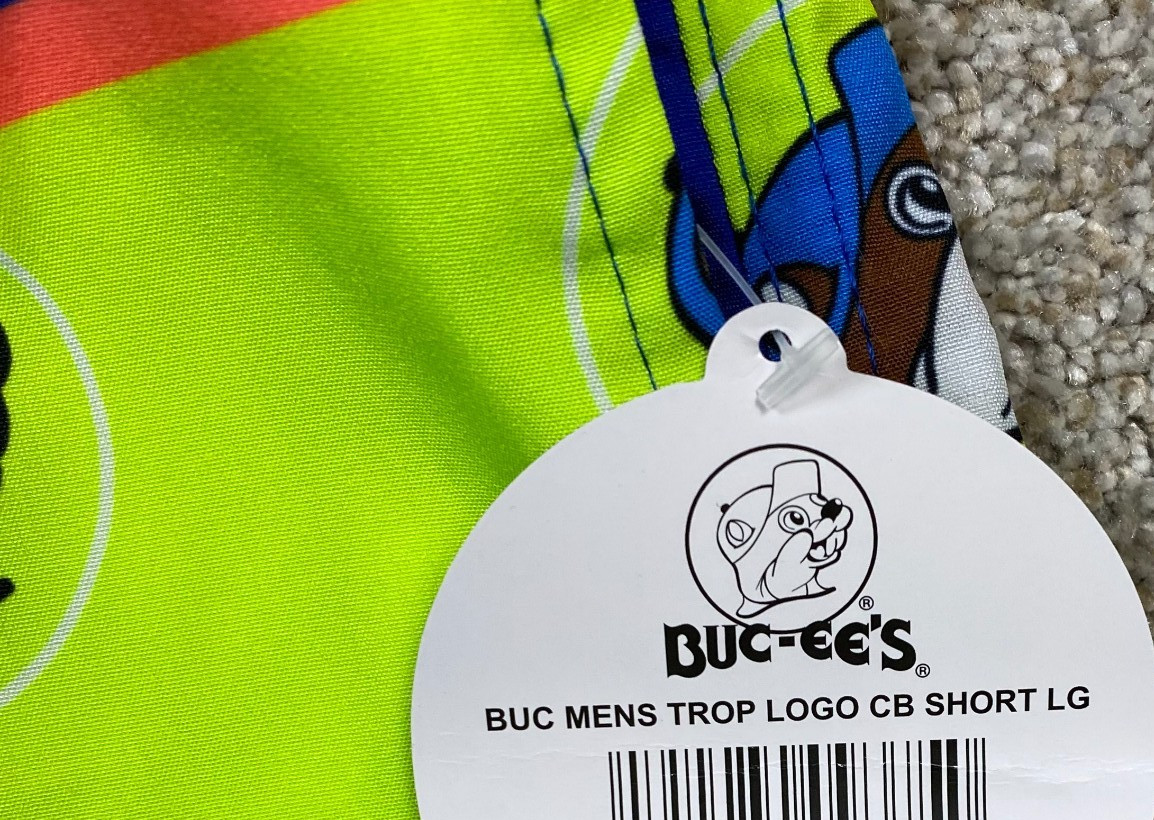 ®
BUC-EE'S®
BUC MENS TROP LOGO CB SHORT LG